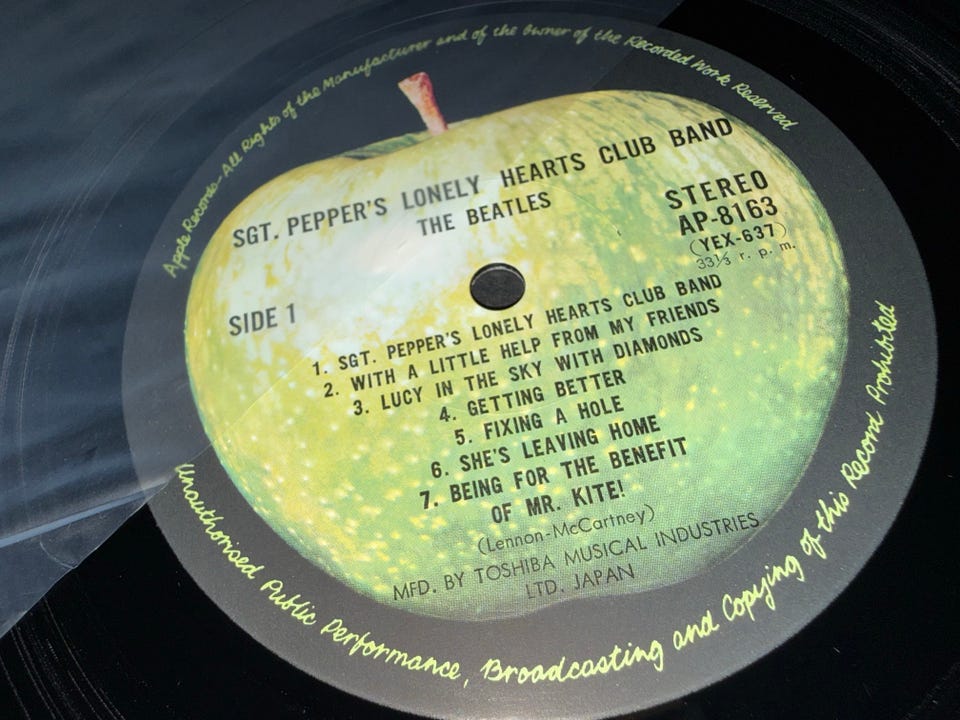 Apple Records - All Rights of the Manufacturer and of the Owner of the Recorded Work Reserved
SGT. PEPPER'S LONELY HEARTS CLUB BAND
THE BEATLES
STEREO
AP-8163
(YEX-637)
33⅓ r. p. m.
SIDE 1
1. SGT. PEPPER'S LONELY HEARTS CLUB BAND
2. WITH A LITTLE HELP FROM MY FRIENDS
3. LUCY IN THE SKY WITH DIAMONDS
4. GETTING BETTER
5. FIXING A HOLE
6. SHE'S LEAVING HOME
7. BEING FOR THE BENEFIT
OF MR. KITE!
(Lennon-McCartney)
MFD. BY TOSHIBA MUSICAL INDUSTRIES
LTD. JAPAN
Unauthorised Public Performance, Broadcasting and Copying of this Record Prohibited